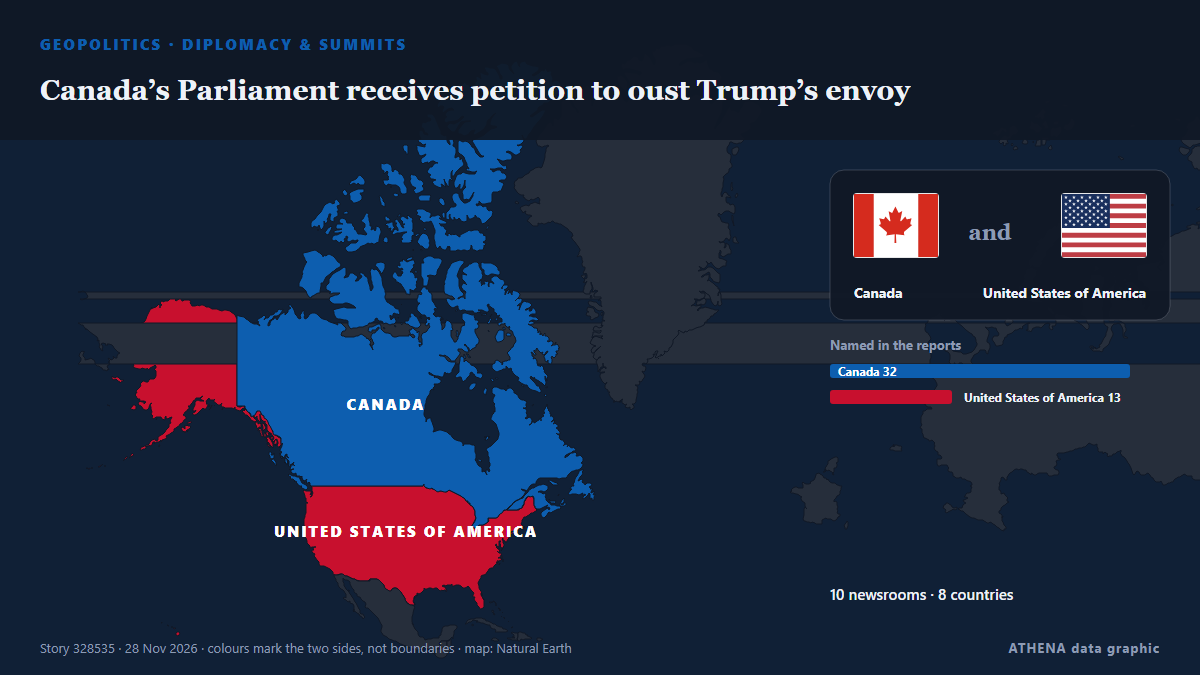 GEOPOLITICS · DIPLOMACY & SUMMITS
Canada’s Parliament receives petition to oust Trump’s envoy
and
Canada
United States of America
Named in the reports
Canada 32
United States of America 13
CANADA
UNITED STATES OF AMERICA
10 newsrooms · 8 countries
Story 328535 · 28 Nov 2026 · colours mark the two sides, not boundaries · map: Natural Earth
ATHENA data graphic